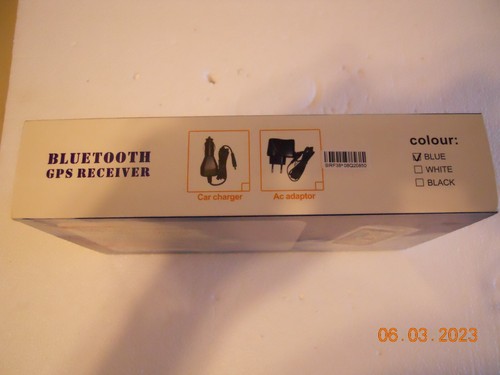 BLUETOOTH
GPS RECEIVER
Car charger
Ac adaptor
colour:
BLUE
WHITE
BLACK
06.03.2023